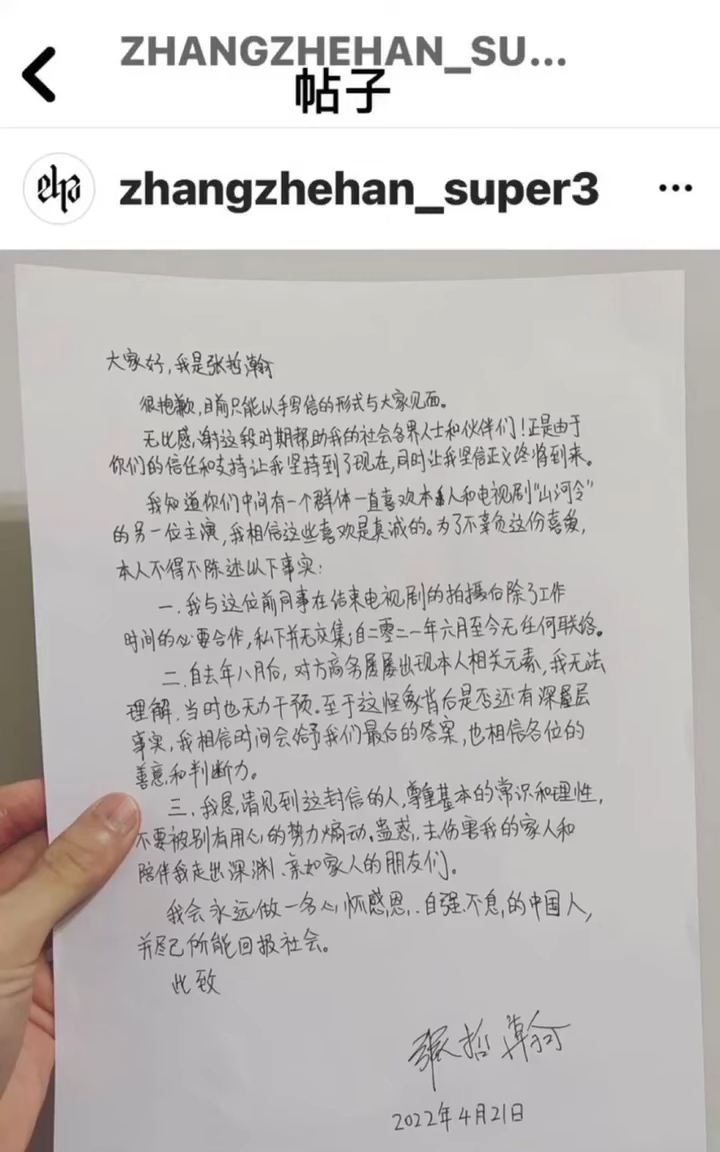 ZHANGZHEHAN_SU...
帖子
zhangzhehan_super3
大家好,我是张哲瀚
很抱歉,目前只能以手写信的形式与大家见面。
无比感谢这段时期帮助我的社会各界人士和伙伴们!正是由于
你们的信任和支持让我坚持到了现在,同时让我坚信正义终将到来。
我知道你们中间有一个群体一直喜欢本人和电视剧“山河令”
的另一位主演,我相信这些喜欢是真诚的。为了不辜负这份喜爱,
本人不得不陈述以下事实:
一.我与这位前同事在结束电视剧的拍摄后除了工作
时间的必要合作,私下并无交集;自二零二一年六月至今无任何联络。
二.自去年八月后,对方商务屡屡出现本人相关元素,我无法
理解、当时也无力干预。至于这怪象背后是否还有深层
事实,我相信时间会给予我们最后的答案,也相信各位的
善意和判断力。
三.我恳请见到这封信的人,尊重基本的常识和理性,
不要被别有用心的势力煽动、蛊惑,去伤害我的家人和
陪伴我走出深渊、亲如家人的朋友们。
我会永远做一名心怀感恩、自强不息的中国人,
并尽己所能回报社会。
此致
张哲瀚
2022年4月21日